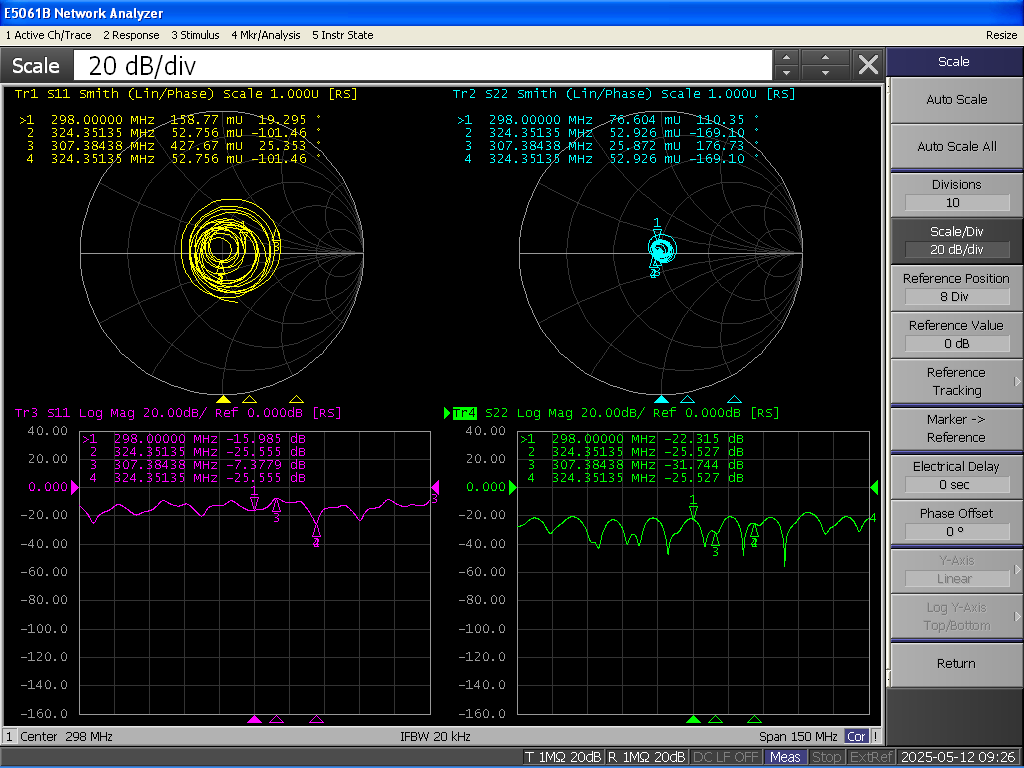 E5061B Network Analyzer
1 Active Ch/Trace 2 Response 3 Stimulus 4 Mkr/Analysis 5 Instr State Resize
Scale 20 dB/div
Tr1 S11 Smith (Lin/Phase) Scale 1.000U [RS]
>1 298.00000 MHz 158.77 mU 19.295 °
2 324.35135 MHz 52.756 mU -101.46 °
3 307.38438 MHz 427.67 mU 25.353 °
4 324.35135 MHz 52.756 mU -101.46 °
Tr2 S22 Smith (Lin/Phase) Scale 1.000U [RS]
>1 298.00000 MHz 76.604 mU 110.35 °
2 324.35135 MHz 52.926 mU -169.10 °
3 307.38438 MHz 25.872 mU 176.73 °
4 324.35135 MHz 52.926 mU -169.10 °
Tr3 S11 Log Mag 20.00dB/ Ref 0.000dB [RS]
40.00
20.00
0.000
-20.00
-40.00
-60.00
-80.00
-100.0
-120.0
-140.0
-160.0
>1 298.00000 MHz -15.985 dB
2 324.35135 MHz -25.555 dB
3 307.38438 MHz -7.3779 dB
4 324.35135 MHz -25.555 dB
1
3
3
Tr4 S22 Log Mag 20.00dB/ Ref 0.000dB [RS]
40.00
20.00
0.000
-20.00
-40.00
-60.00
-80.00
-100.0
-120.0
-140.0
-160.0
>1 298.00000 MHz -22.315 dB
2 324.35135 MHz -25.527 dB
3 307.38438 MHz -31.744 dB
4 324.35135 MHz -25.527 dB
1
3
4
1 Center 298 MHz IFBW 20 kHz Span 150 MHz Cor !
Scale
Auto Scale
Auto Scale All
Divisions
10
Scale/Div
20 dB/div
Reference Position
8 Div
Reference Value
0 dB
Reference
Tracking
Marker ->
Reference
Electrical Delay
0 sec
Phase Offset
0 °
Y-Axis
Linear
Log Y-Axis
Top/Bottom
Return
T 1MΩ 20dB R 1MΩ 20dB DC LF OFF Meas Stop ExtRef 2025-05-12 09:26